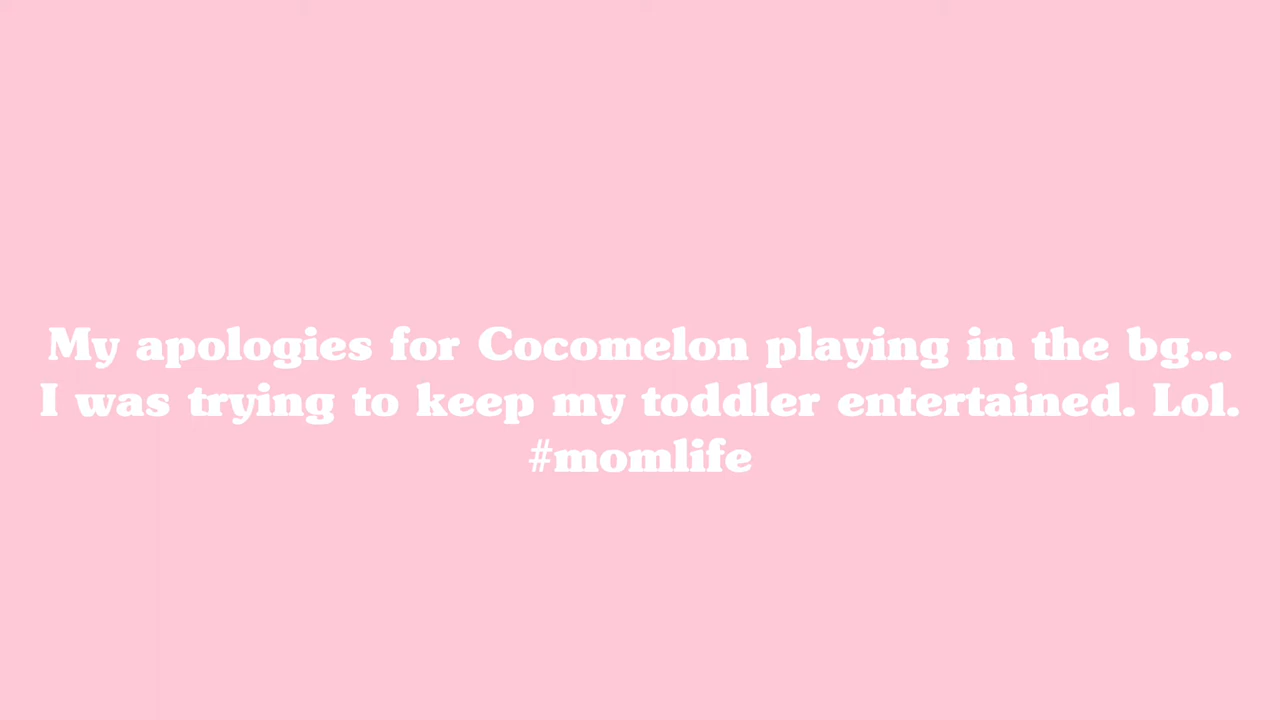 My apologies for Cocomelon playing in the bg...
I was trying to keep my toddler entertained. Lol.
#momlife